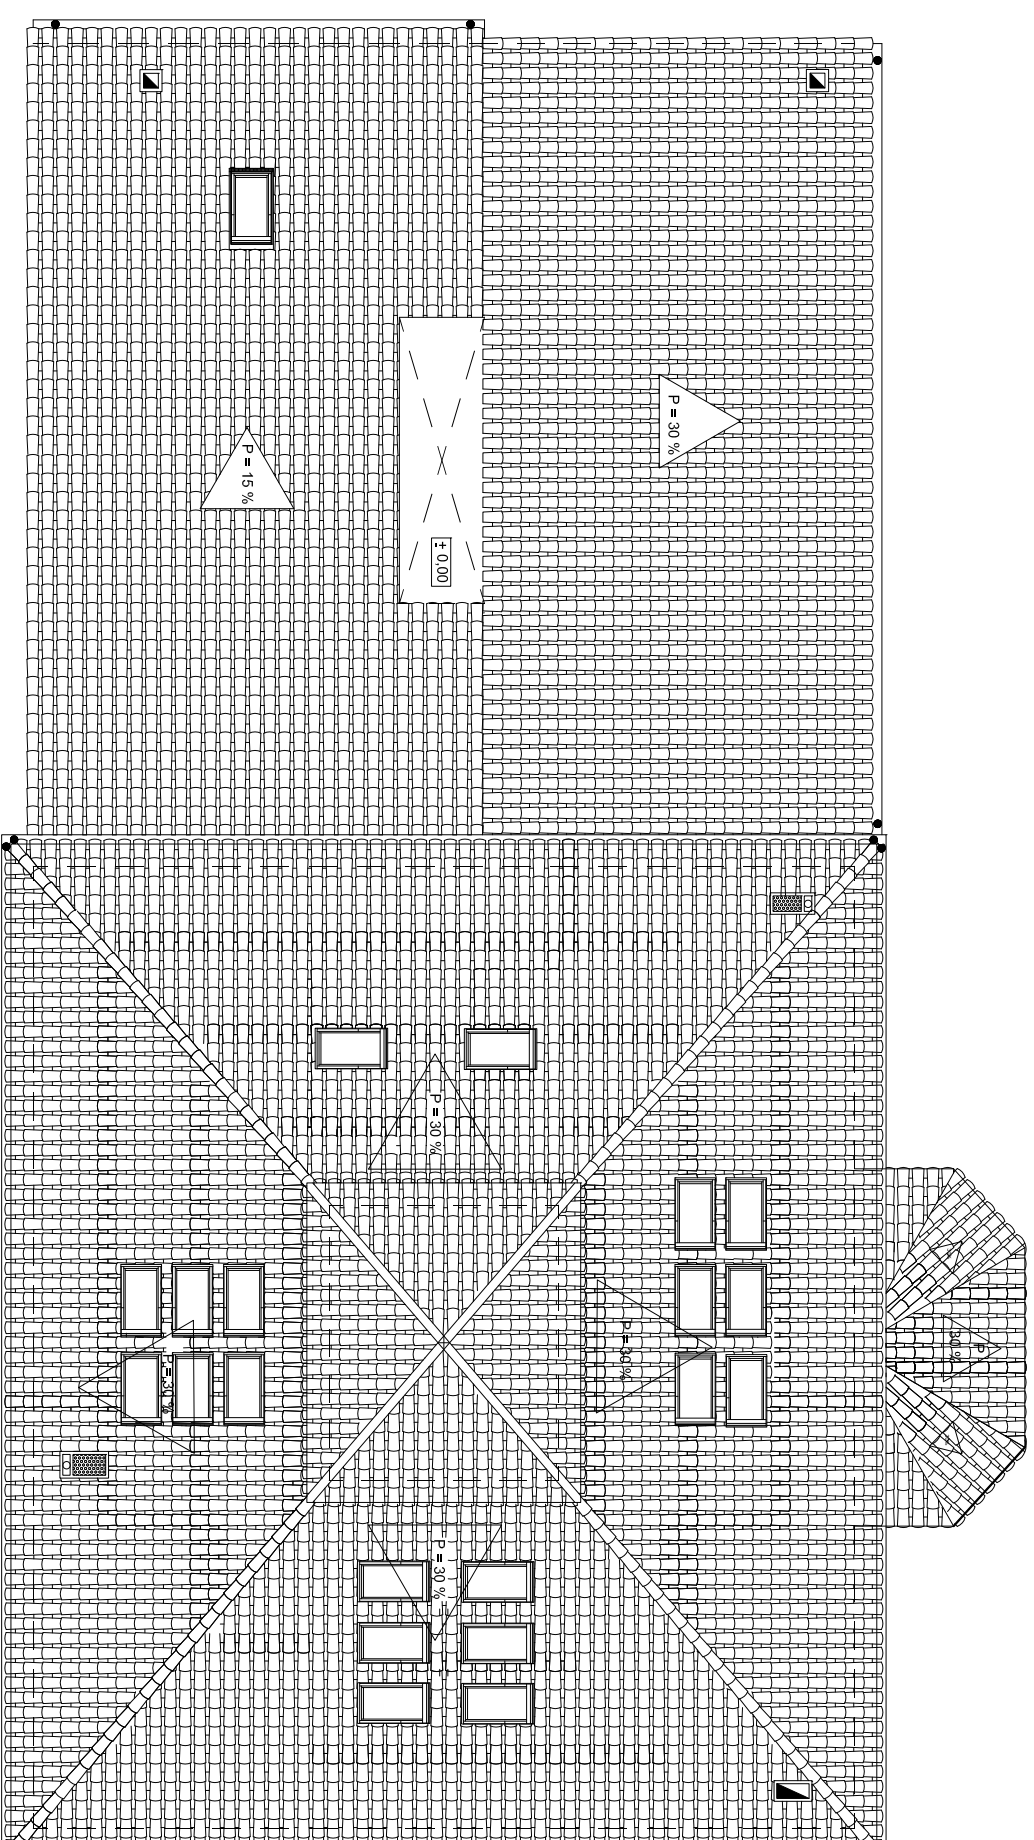 P = 30 %
P = 15 %
± 0,00
P = 30 %
P = 30 %
P = 30 %
P
30 %
P = 30 %